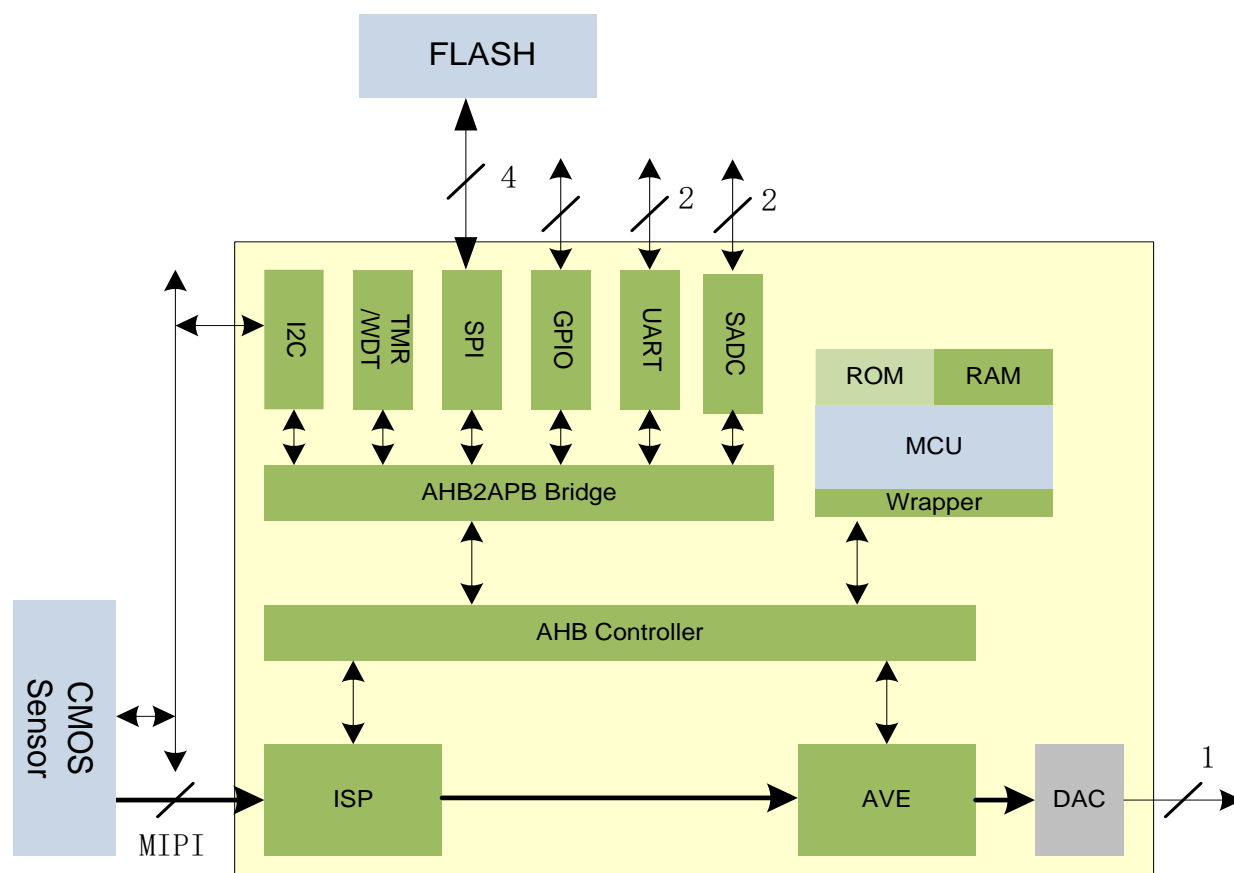 FLASH
4
2
2
I2C
TMR
/WDT
SPI
GPIO
UART
SADC
ROM
RAM
MCU
Wrapper
AHB2APB Bridge
AHB Controller
CMOS
Sensor
MIPI
ISP
AVE
DAC
1